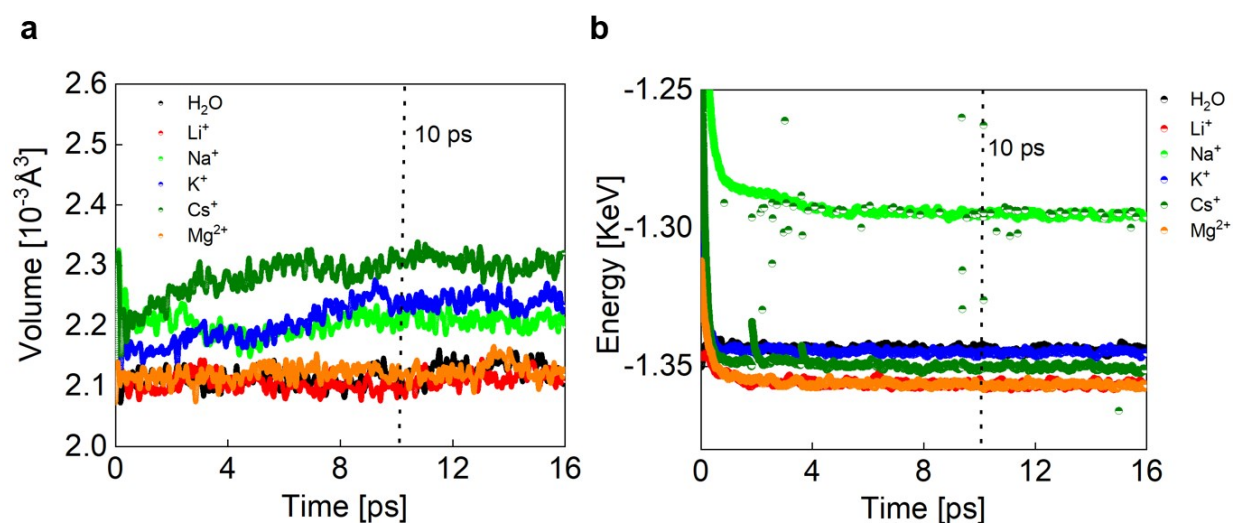 a
2.6
2.5
2.4
2.3
2.2
2.1
2.0
Volume [10⁻³Å³]
H₂O
Li⁺
Na⁺
K⁺
Cs⁺
Mg²⁺
10 ps
0 4 8 12 16
Time [ps]
b
-1.25
-1.30
-1.35
Energy [KeV]
10 ps
H₂O
Li⁺
Na⁺
K⁺
Cs⁺
Mg²⁺
0 4 8 12 16
Time [ps]